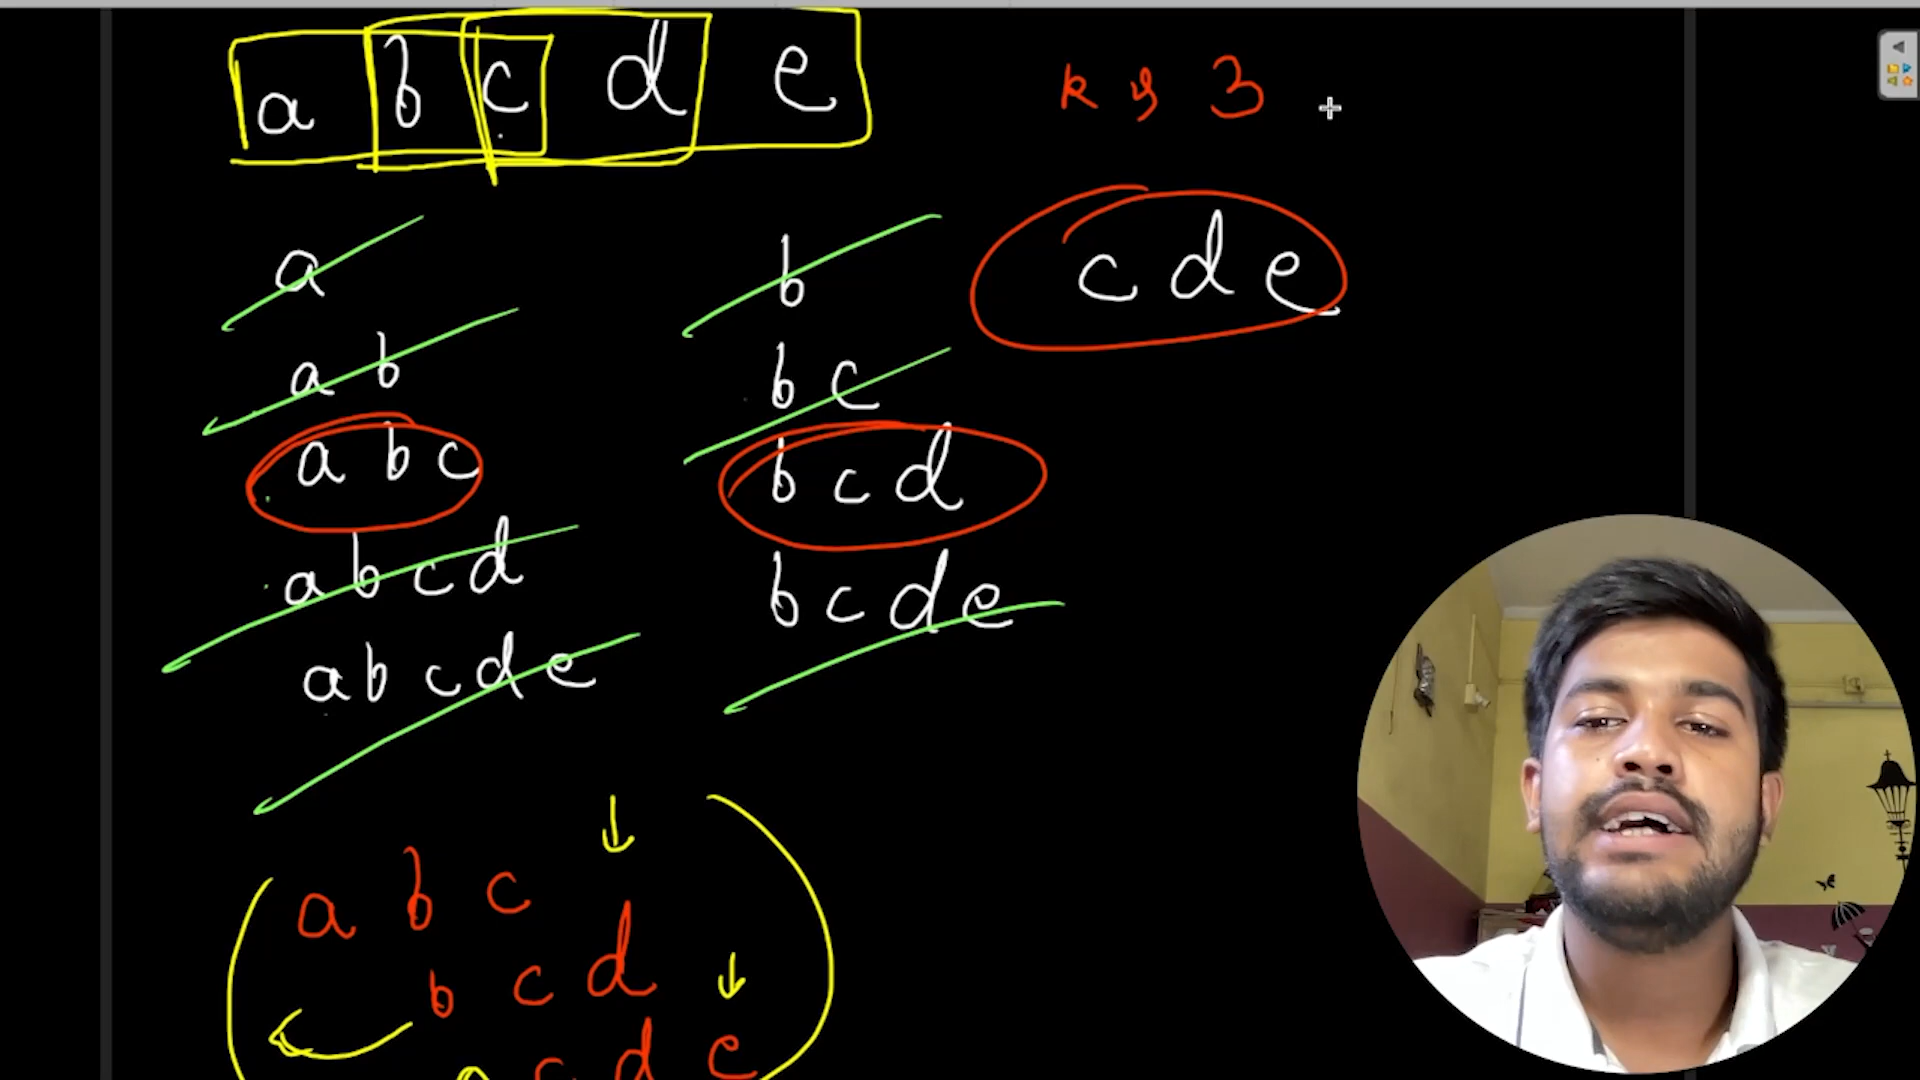 a b c d e
k 3
a
a b
a b c
a b c d
a b c d e
b
b c
b c d
b c d e
c d e
a b c
b c d
c d e